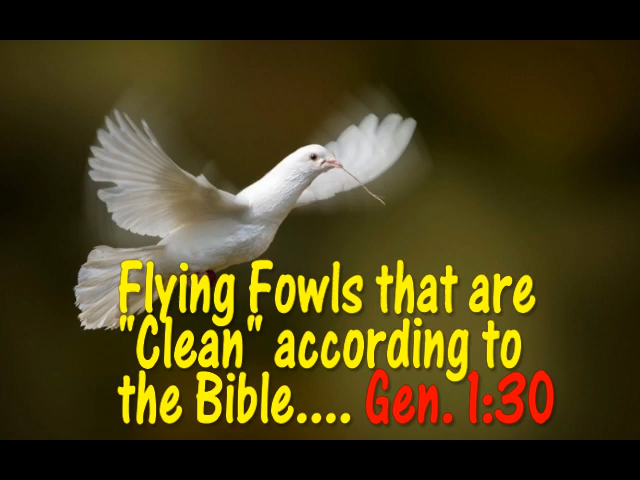 Flying Fowls that are
"Clean" according to
the Bible.... Gen. 1:30